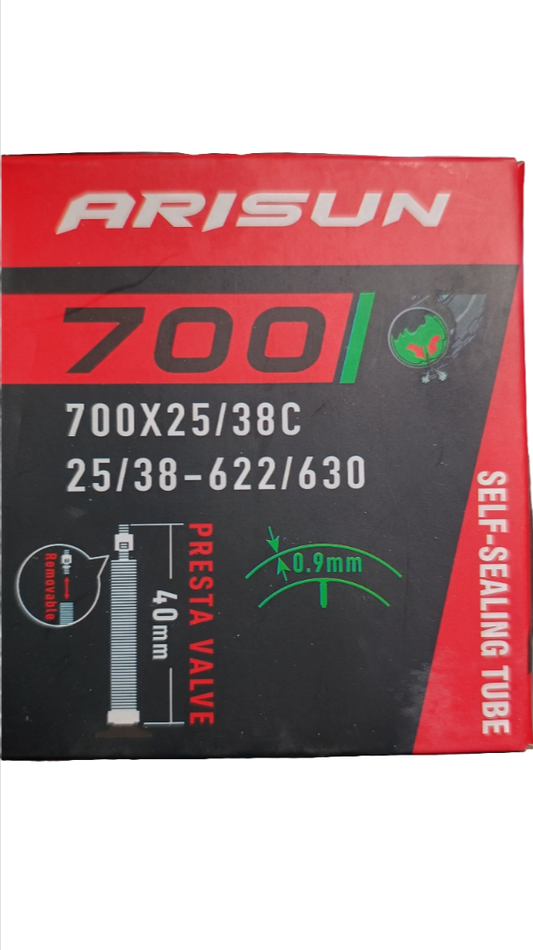 ARISUN
700
700X25/38C
25/38-622/630
SELF-SEALING TUBE
PRESTA VALVE
40mm
Removable
0.9mm